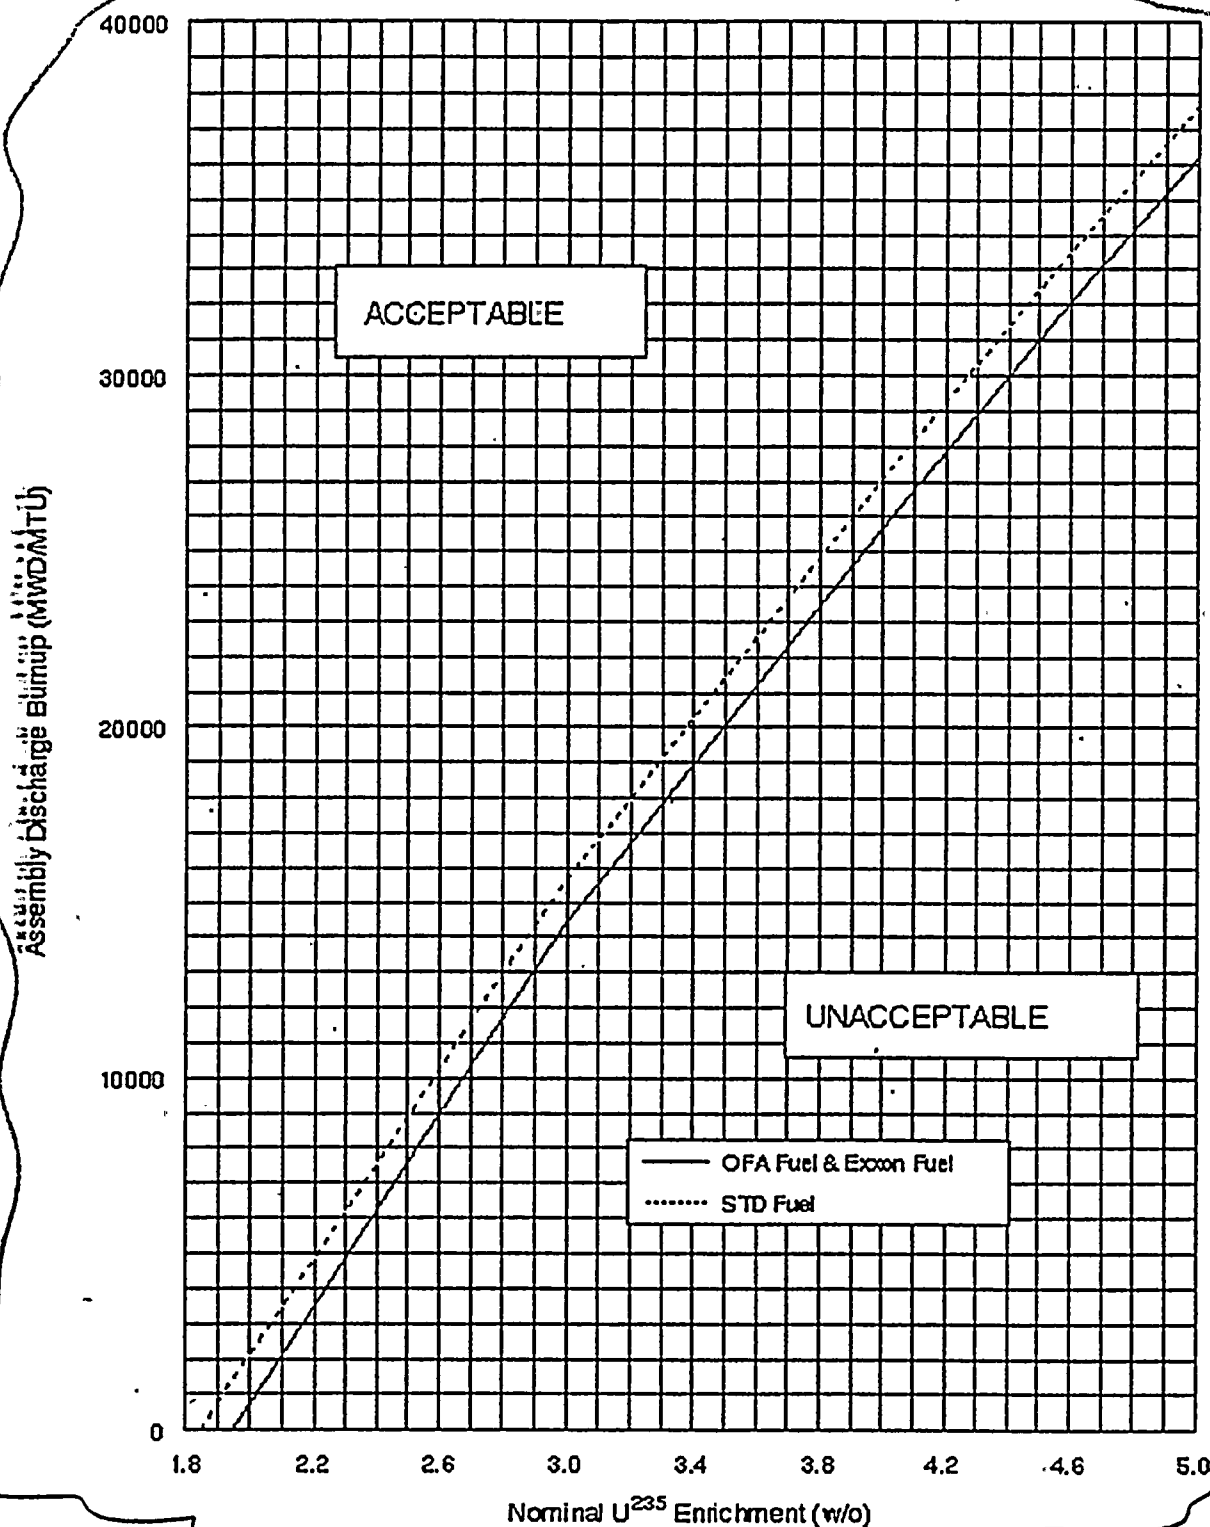 40000
30000
20000
10000
0
Assembly Discharge Burnup (MWD/MTU)
ACCEPTABLE
UNACCEPTABLE
OFA Fuel & Exxon Fuel
STD Fuel
1.8 2.2 2.6 3.0 3.4 3.8 4.2 4.6 5.0
Nominal U²³⁵ Enrichment (w/o)